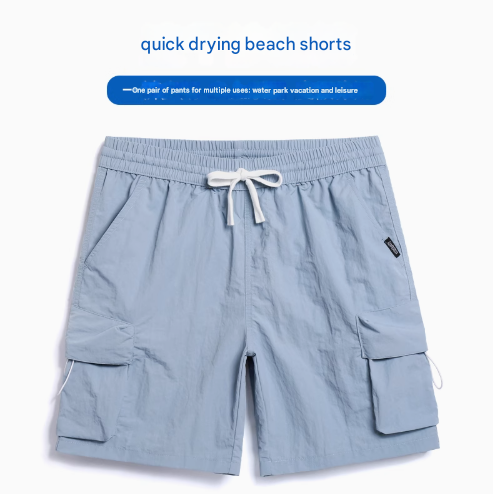 quick drying beach shorts
—One pair of pants for multiple uses: water park vacation and leisure